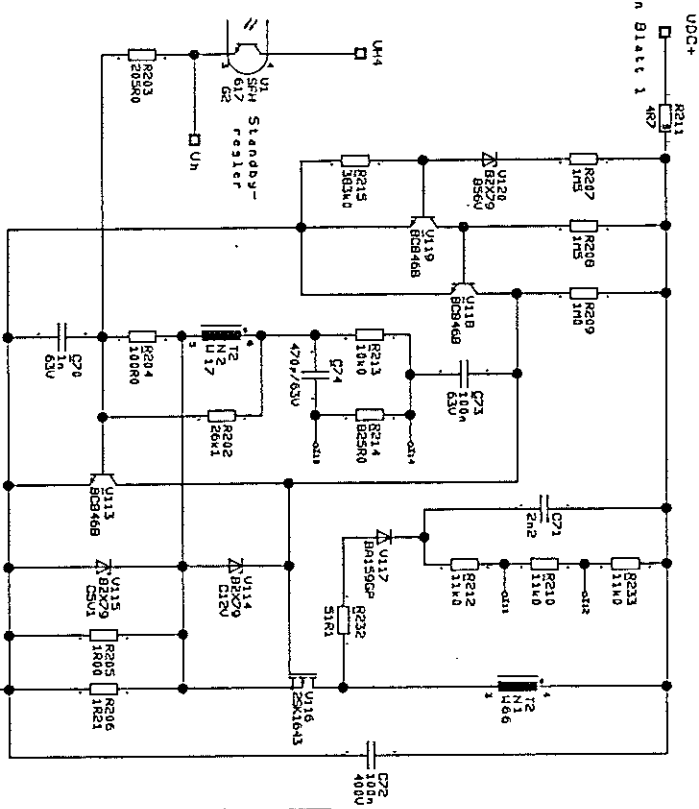 UDC+
n Blatt 1
R211
4R7
UH4
V1
SFH
617
G2
Standby-
regler
Uh
R203
205R0
R207
1M5
V120
BZX79
B56V
R215
383k0
R208
1M5
V119
BC846B
R209
1M0
V118
BC846B
C73
100n
63V
R213
10k0
R214
825R0
C74
470p/63V
T2
N2
W17
R202
26k1
R204
100R0
C70
1n
63V
V113
BC846B
C71
2n2
R233
11k0
R210
11k0
R212
11k0
V117
BA159GP
R232
51R1
V114
BZX79
C12V
V115
BZX79
C5V1
R205
1R00
R206
1R21
V116
2SK1643
T2
N1
W66
C72
100n
400V